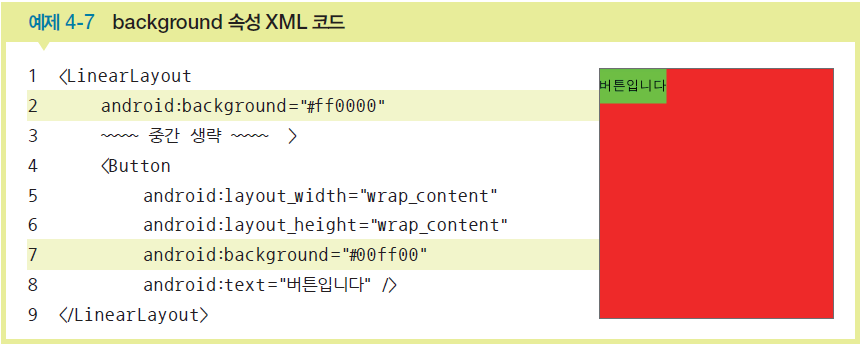 예제 4-7 background 속성 XML 코드
1 <LinearLayout
2 android:background="#ff0000"
3 ~~~~ 중간 생략 ~~~~ >
4 <Button
5 android:layout_width="wrap_content"
6 android:layout_height="wrap_content"
7 android:background="#00ff00"
8 android:text="버튼입니다" />
9 </LinearLayout>
버튼입니다